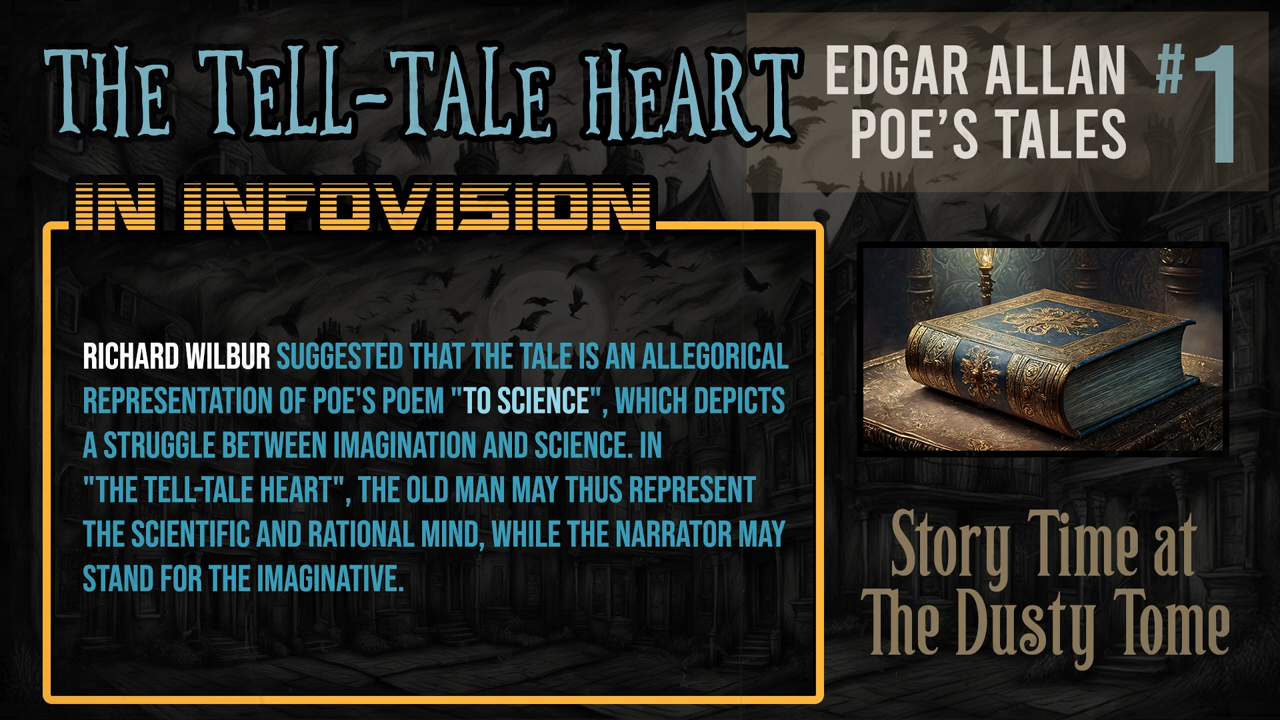 THE TELL-TALE HEART
EDGAR ALLAN
POE'S TALES
#1
IN INFOVISION
RICHARD WILBUR SUGGESTED THAT THE TALE IS AN ALLEGORICAL
REPRESENTATION OF POE'S POEM "TO SCIENCE", WHICH DEPICTS
A STRUGGLE BETWEEN IMAGINATION AND SCIENCE. IN
"THE TELL-TALE HEART", THE OLD MAN MAY THUS REPRESENT
THE SCIENTIFIC AND RATIONAL MIND, WHILE THE NARRATOR MAY
STAND FOR THE IMAGINATIVE.
Story Time at
The Dusty Tome